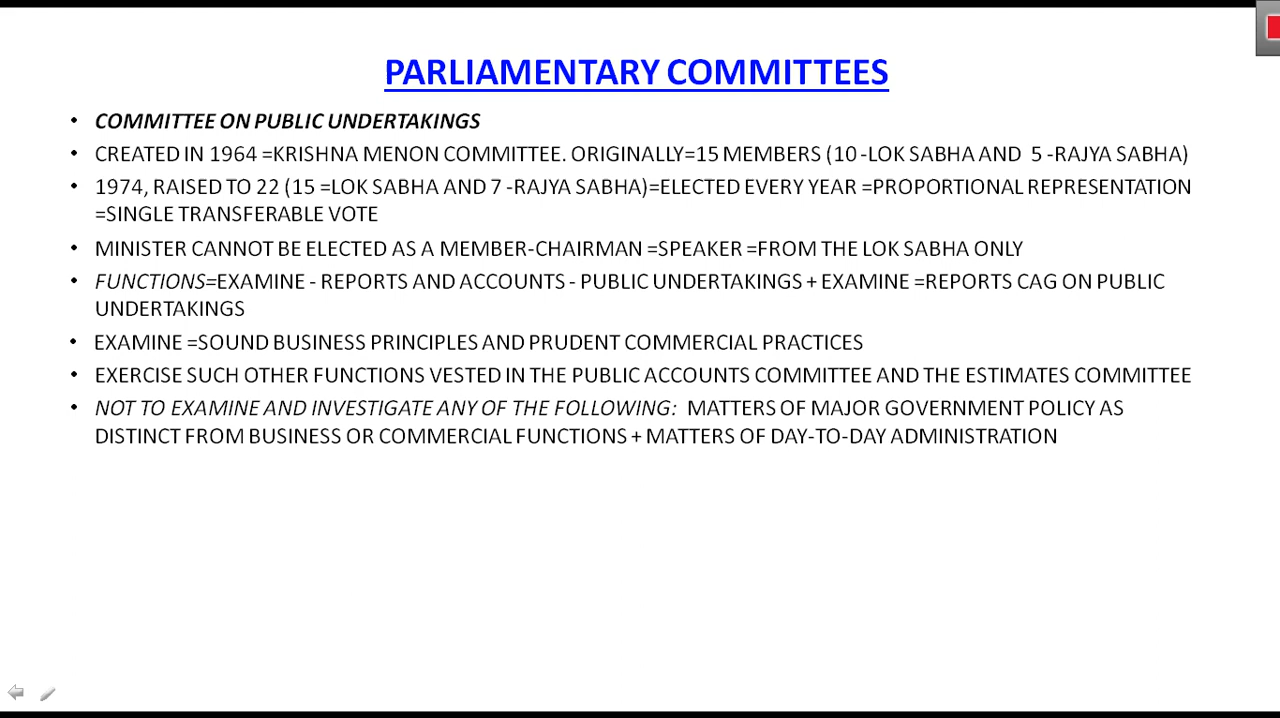 PARLIAMENTARY COMMITTEES
• COMMITTEE ON PUBLIC UNDERTAKINGS
• CREATED IN 1964 =KRISHNA MENON COMMITTEE. ORIGINALLY=15 MEMBERS (10 -LOK SABHA AND 5 -RAJYA SABHA)
• 1974, RAISED TO 22 (15 =LOK SABHA AND 7 -RAJYA SABHA)=ELECTED EVERY YEAR =PROPORTIONAL REPRESENTATION
=SINGLE TRANSFERABLE VOTE
• MINISTER CANNOT BE ELECTED AS A MEMBER-CHAIRMAN =SPEAKER =FROM THE LOK SABHA ONLY
• FUNCTIONS=EXAMINE - REPORTS AND ACCOUNTS - PUBLIC UNDERTAKINGS + EXAMINE =REPORTS CAG ON PUBLIC
UNDERTAKINGS
• EXAMINE =SOUND BUSINESS PRINCIPLES AND PRUDENT COMMERCIAL PRACTICES
• EXERCISE SUCH OTHER FUNCTIONS VESTED IN THE PUBLIC ACCOUNTS COMMITTEE AND THE ESTIMATES COMMITTEE
• NOT TO EXAMINE AND INVESTIGATE ANY OF THE FOLLOWING: MATTERS OF MAJOR GOVERNMENT POLICY AS
DISTINCT FROM BUSINESS OR COMMERCIAL FUNCTIONS + MATTERS OF DAY-TO-DAY ADMINISTRATION